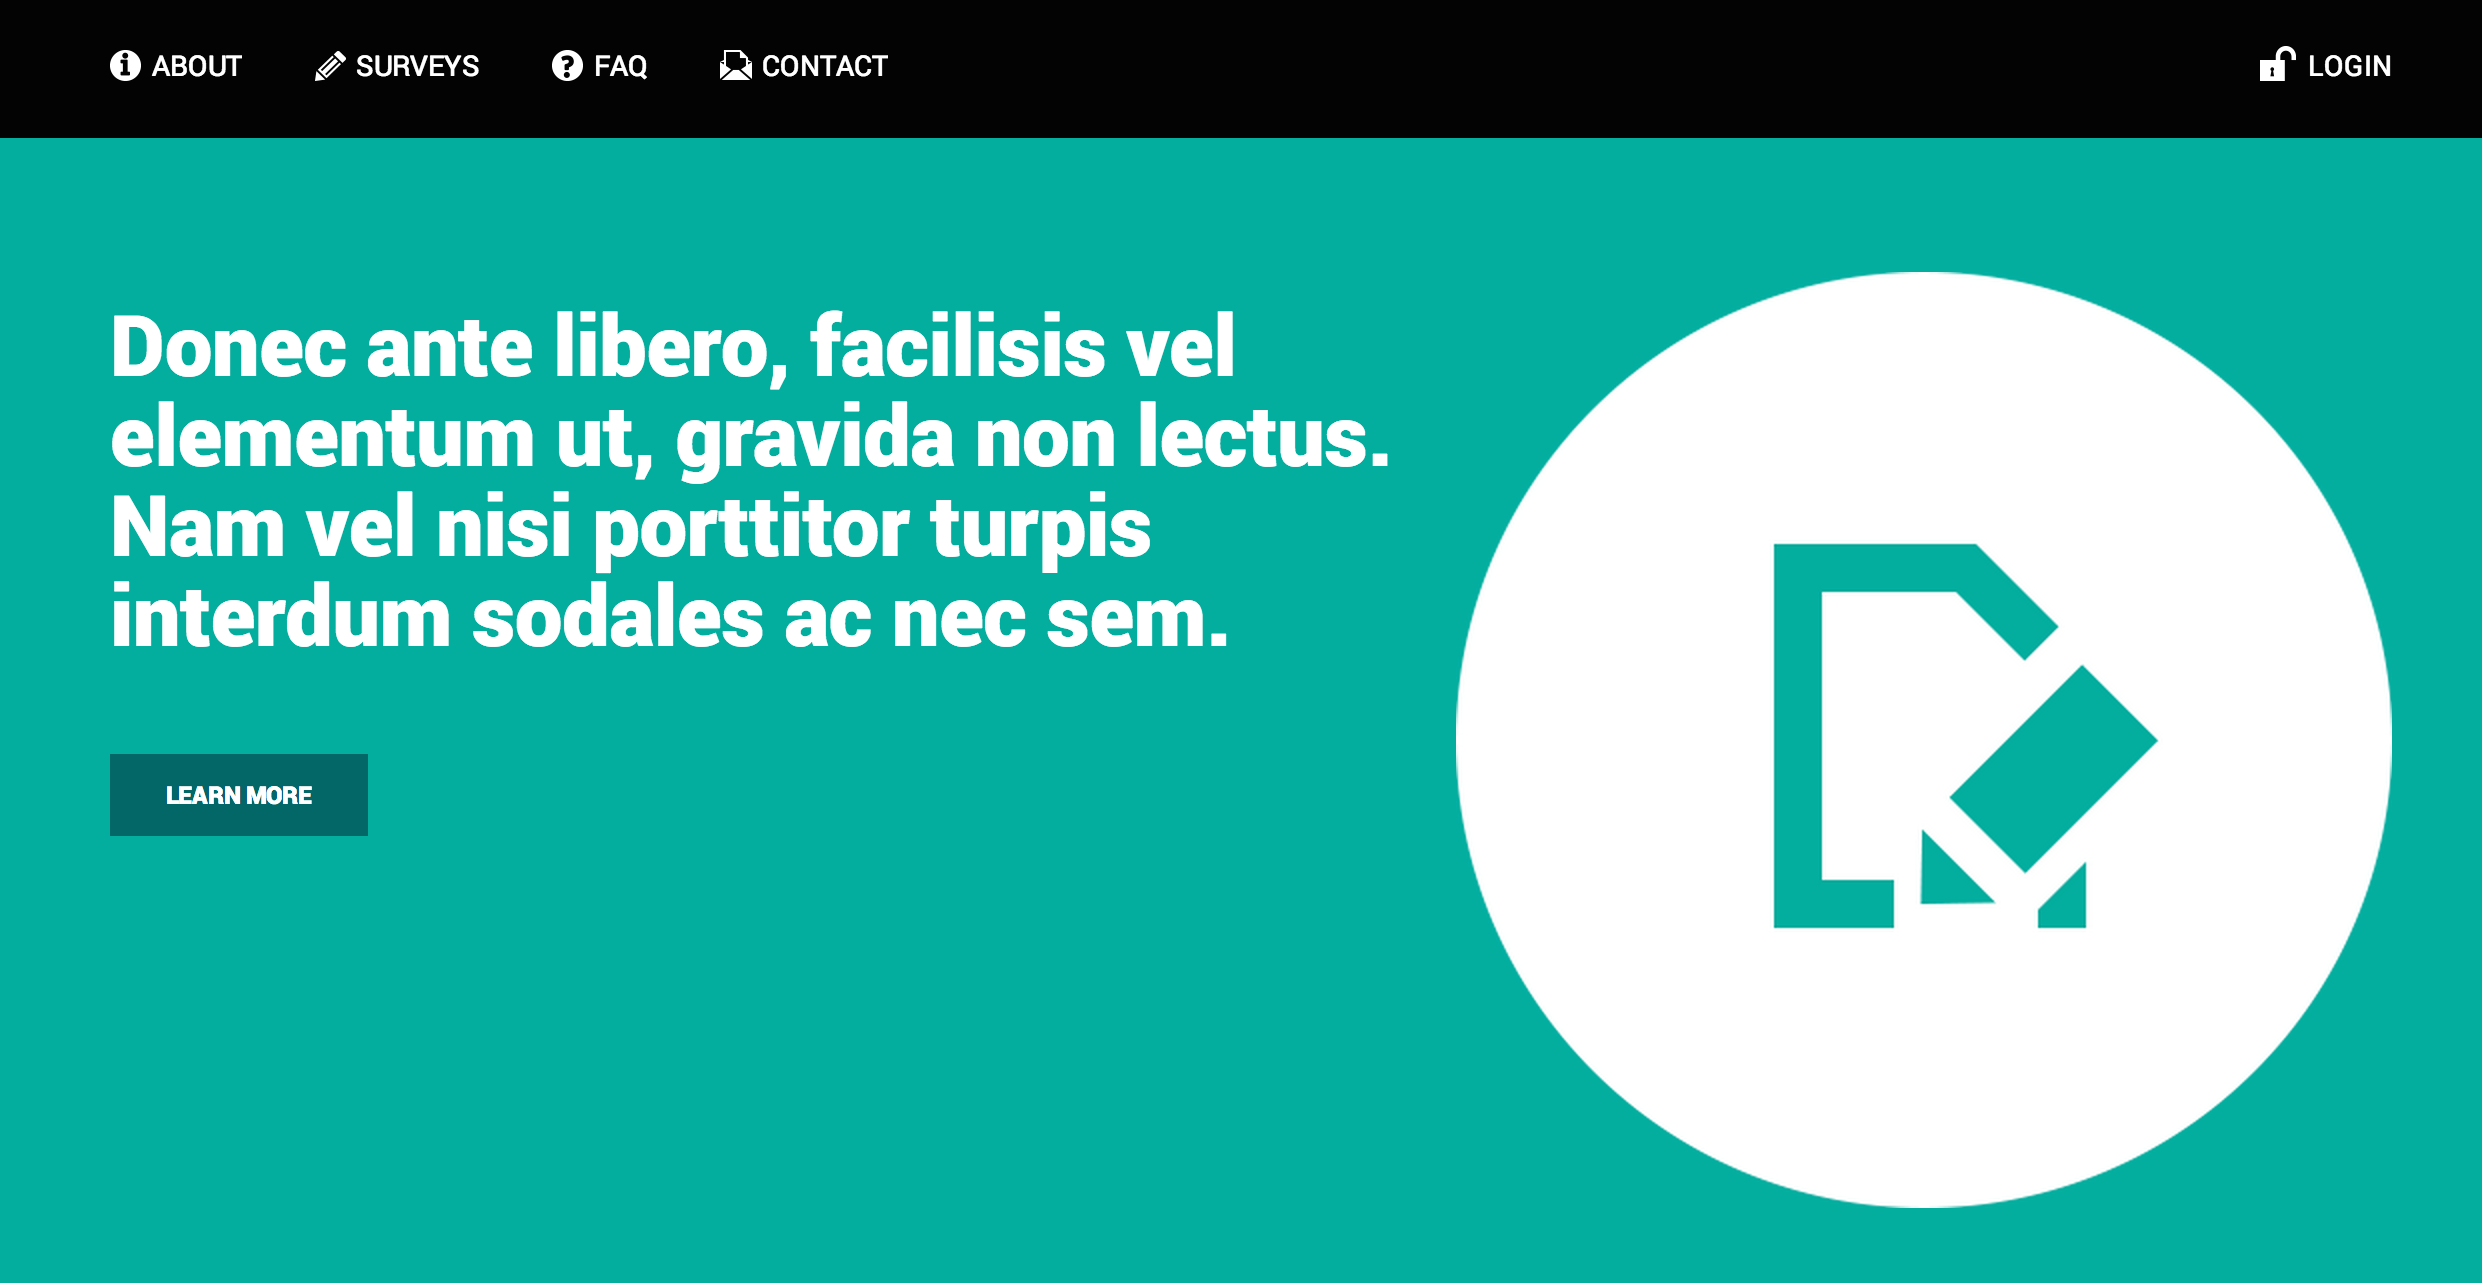 ABOUT SURVEYS FAQ CONTACT LOGIN
Donec ante libero, facilisis vel
elementum ut, gravida non lectus.
Nam vel nisi porttitor turpis
interdum sodales ac nec sem.
LEARN MORE